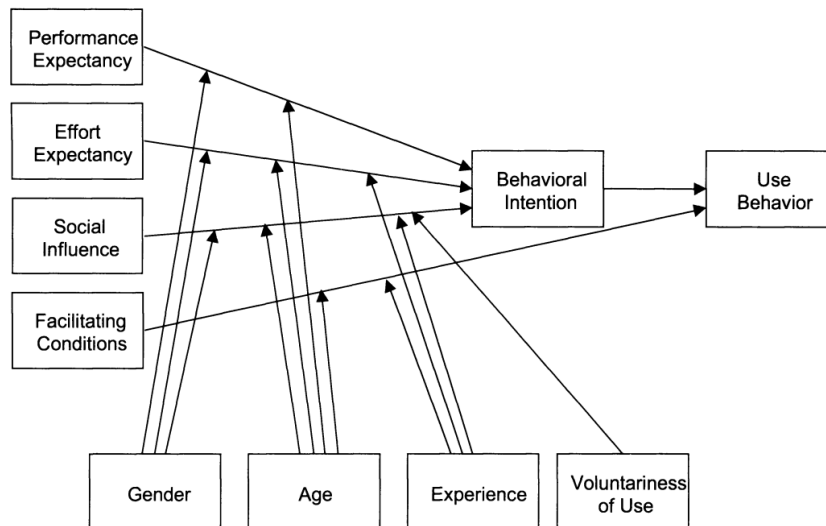 Performance
Expectancy
Effort
Expectancy
Social
Influence
Facilitating
Conditions
Behavioral
Intention
Use
Behavior
Gender
Age
Experience
Voluntariness
of Use